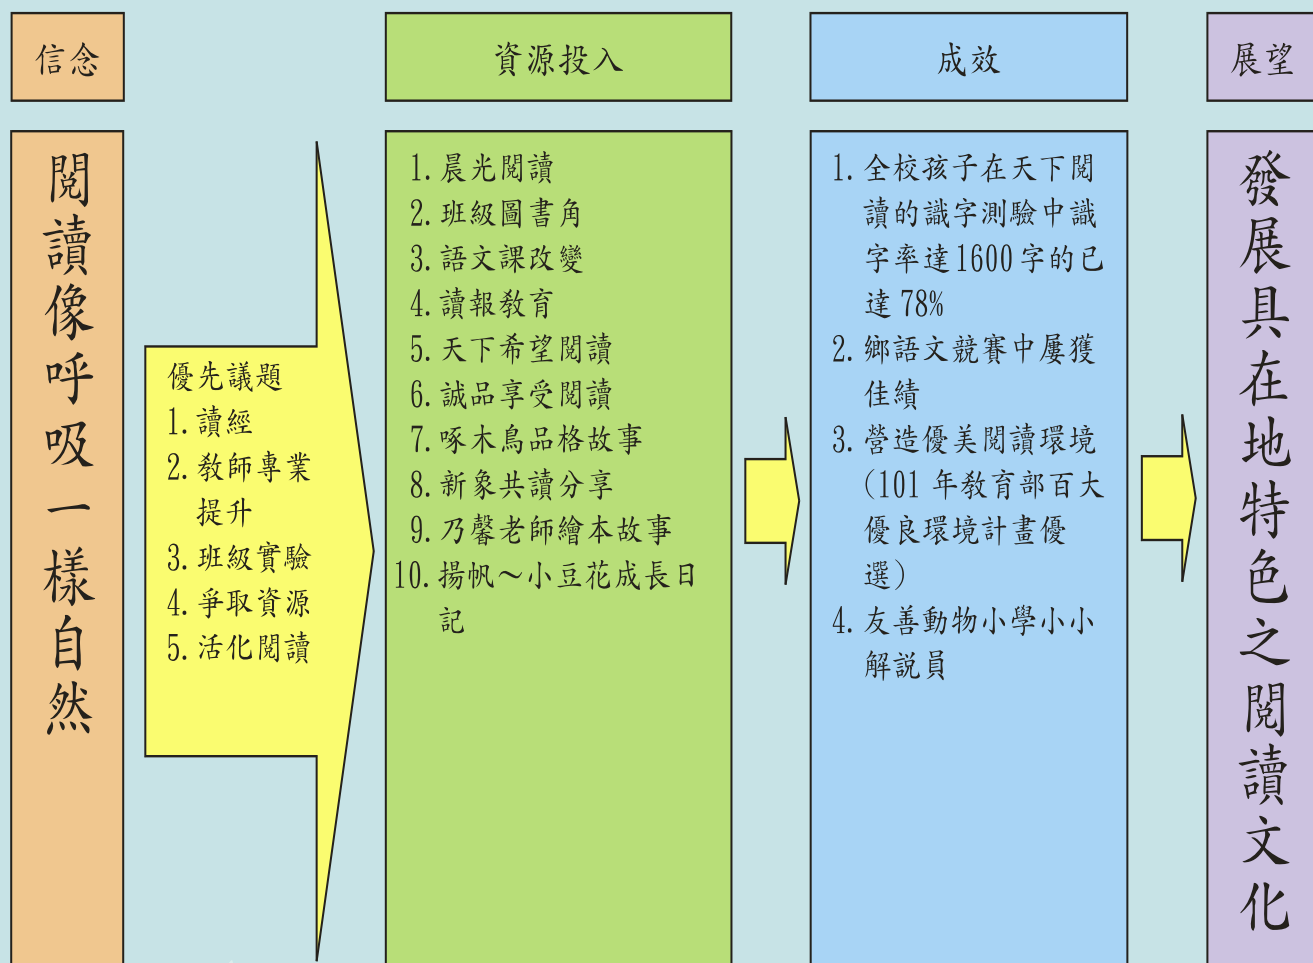 信念
閱讀像呼吸一樣自然
優先議題
1. 讀經
2. 教師專業
提升
3. 班級實驗
4. 爭取資源
5. 活化閱讀
資源投入
1. 晨光閱讀
2. 班級圖書角
3. 語文課改變
4. 讀報教育
5. 天下希望閱讀
6. 誠品享受閱讀
7. 啄木鳥品格故事
8. 新象共讀分享
9. 乃馨老師繪本故事
10. 揚帆～小豆花成長日
記
成效
1. 全校孩子在天下閱
讀的識字測驗中識
字率達1600字的已
達 78%
2. 鄉語文競賽中屢獲
佳績
3. 營造優美閱讀環境
(101 年教育部百大
優良環境計畫優
選)
4. 友善動物小學小小
解說員
展望
發展具在地特色之閱讀文化